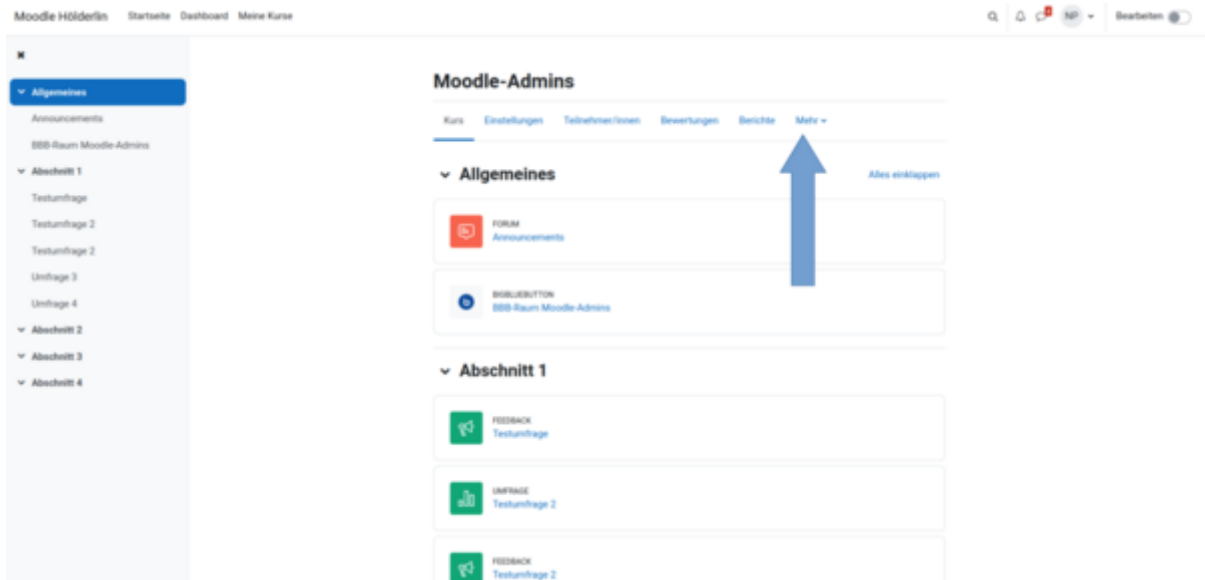 Moodle Hölderlin Startseite Dashboard Meine Kurse NP Bearbeiten
Allgemeines
Announcements
BBB-Raum Moodle-Admins
Abschnitt 1
Testumfrage
Testumfrage 2
Testumfrage 2
Umfrage 3
Umfrage 4
Abschnitt 2
Abschnitt 3
Abschnitt 4
Moodle-Admins
Kurs Einstellungen Teilnehmer/innen Bewertungen Berichte Mehr
Allgemeines Alles einklappen
FORUM
Announcements
BIGBLUEBUTTON
BBB-Raum Moodle-Admins
Abschnitt 1
FEEDBACK
Testumfrage
UMFRAGE
Testumfrage 2
FEEDBACK
Testumfrage 2